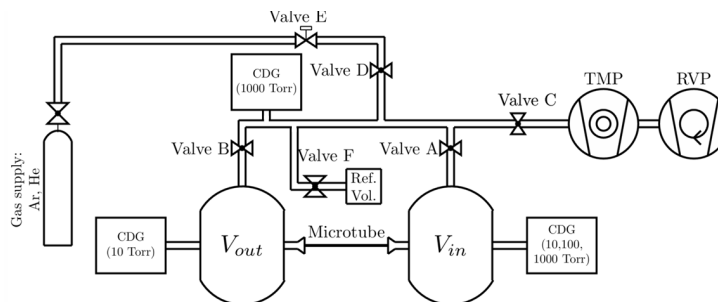 Valve E
CDG
(1000 Torr)
Valve D
TMP
RVP
Valve C
Gas supply:
Ar, He
Valve B
Valve F
Valve A
Ref.
Vol.
CDG
(10 Torr)
V_out
Microtube
V_in
CDG
(10,100,
1000 Torr)